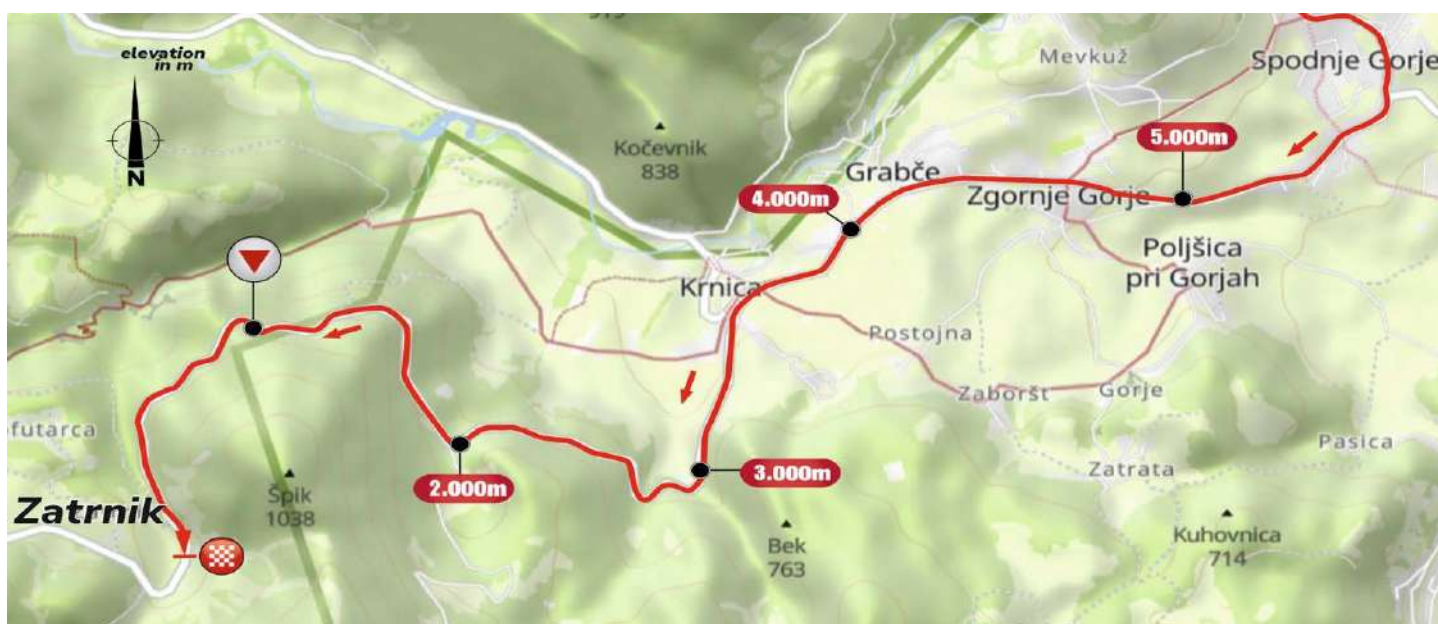 919
elevation
in m
N
Mevkuž
Spodnje Gorje
5.000m
Kočevnik
838
Grabče
4.000m
Zgornje Gorje
Poljšica
pri Gorjah
Krnica
Postojna
Zaboršt
Gorje
futarca
Pasica
Zatrata
2.000m
3.000m
Špik
1038
Zatrnik
Bek
763
Kuhovnica
714